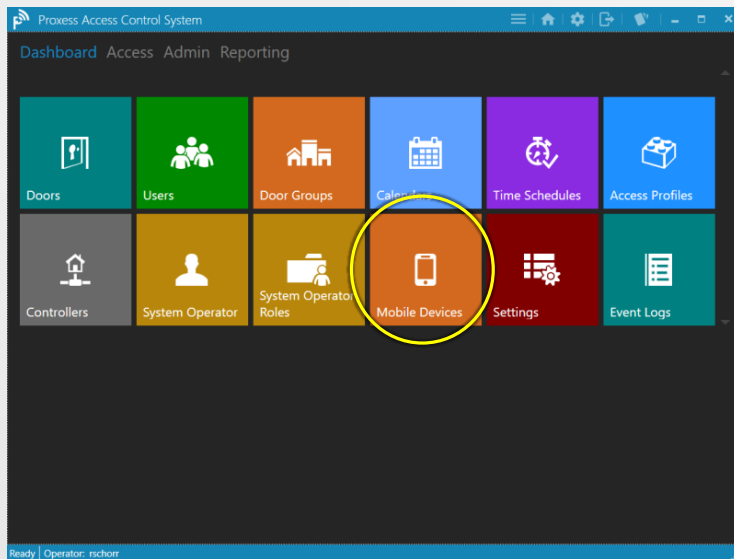 Proxess Access Control System
Dashboard Access Admin Reporting
Doors
Users
Door Groups
Calendars
Time Schedules
Access Profiles
Controllers
System Operator
System Operator
Roles
Mobile Devices
Settings
Event Logs
Ready Operator: rschorr